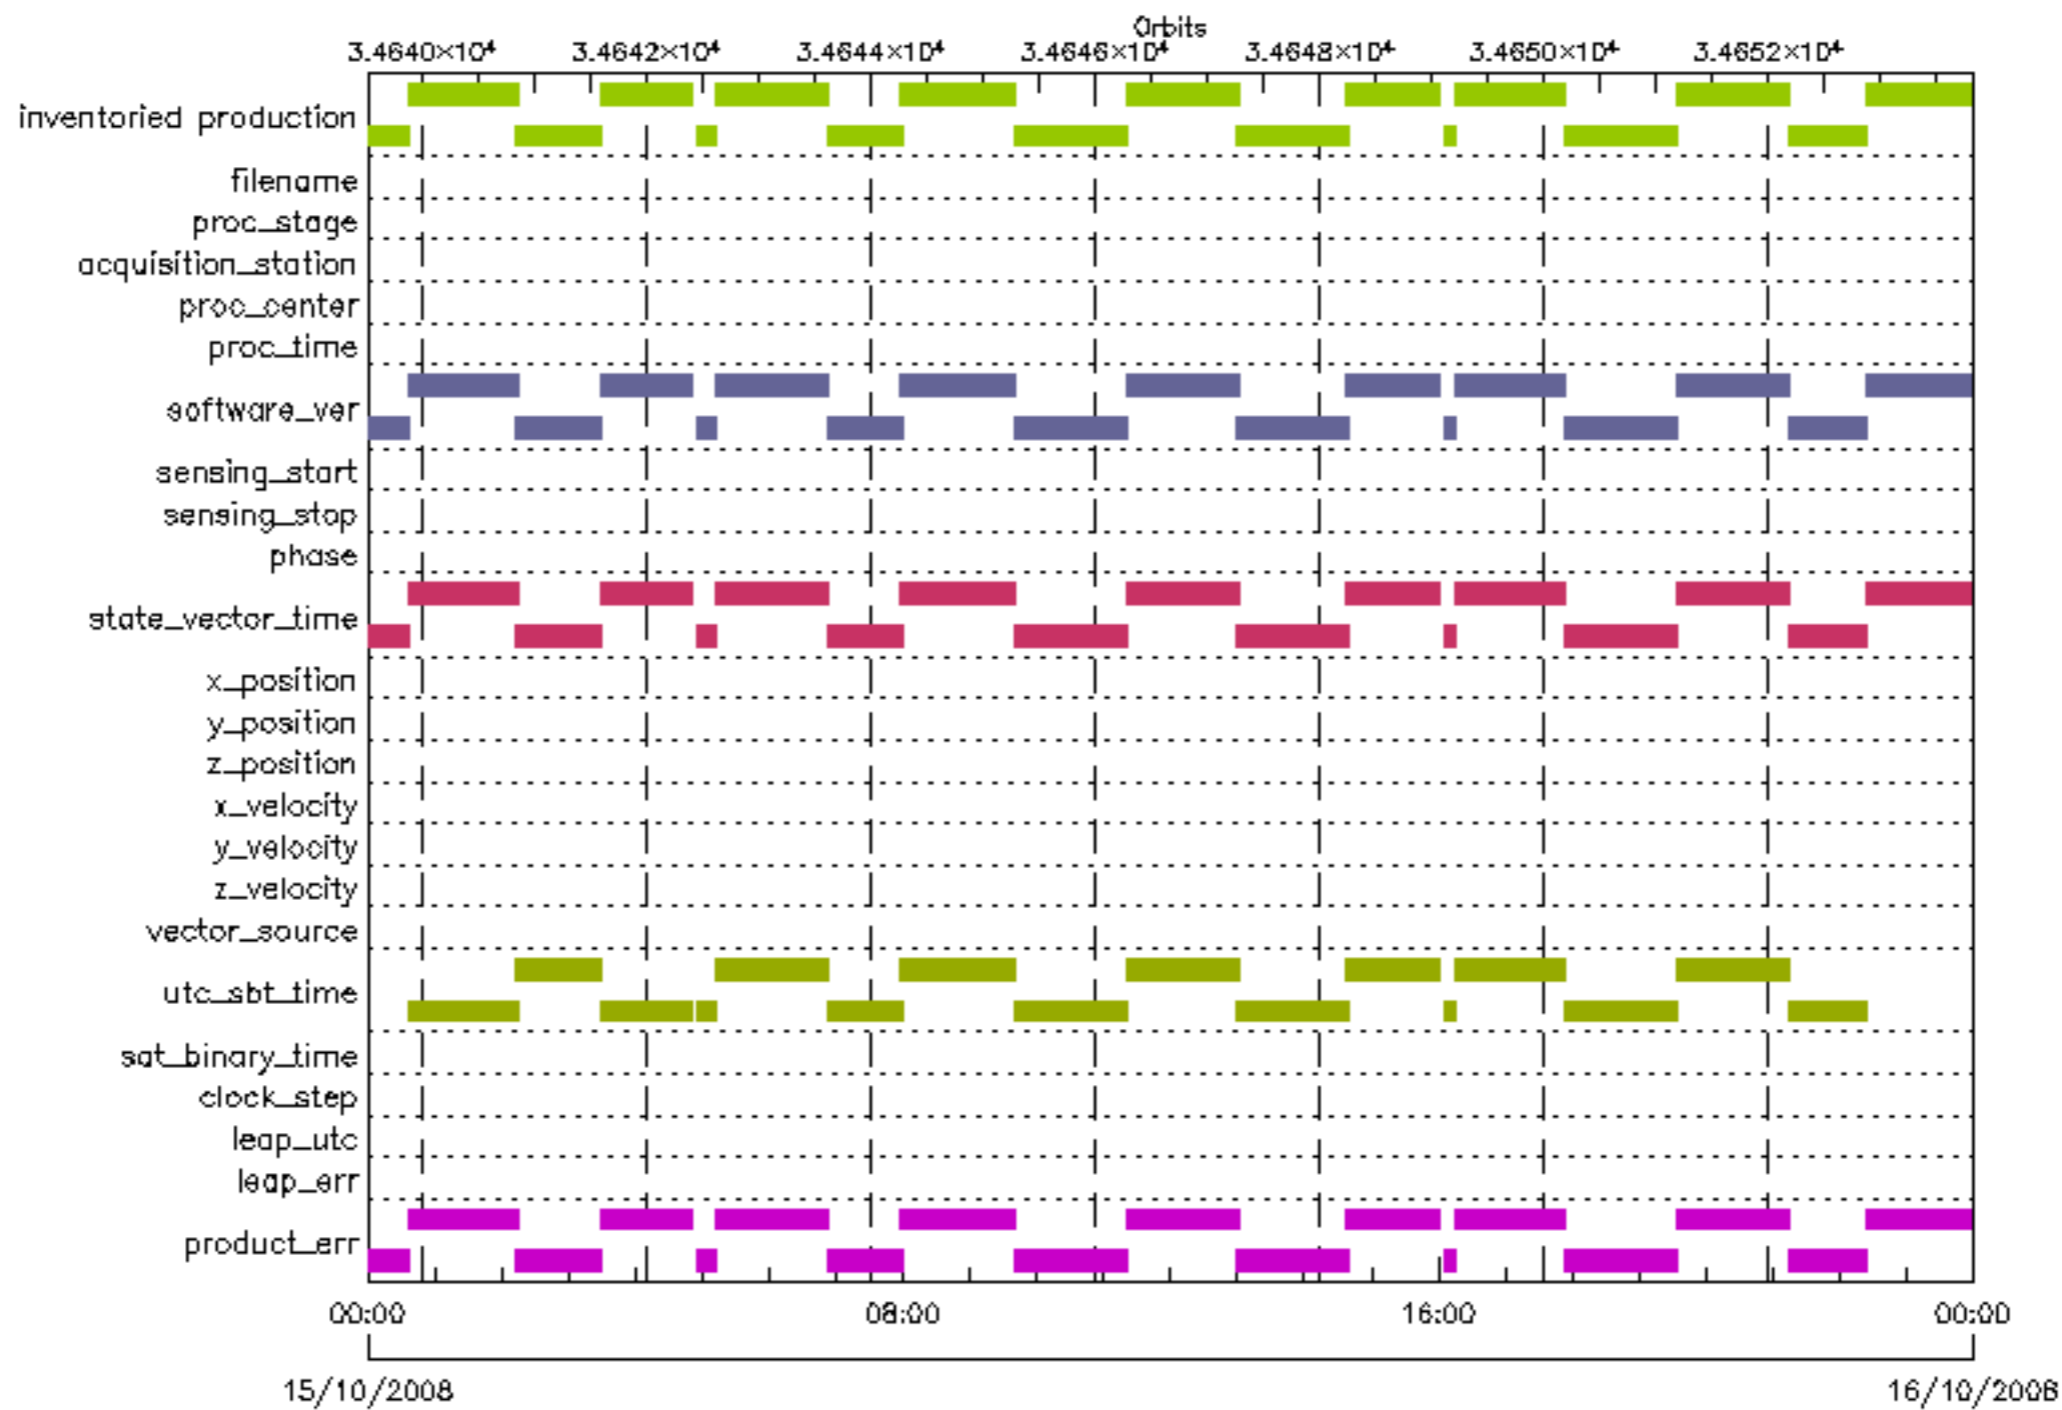 Orbits
3.4640×10⁴ 3.4642×10⁴ 3.4644×10⁴ 3.4646×10⁴ 3.4648×10⁴ 3.4650×10⁴ 3.4652×10⁴
inventoried production
filename
proc_stage
acquisition_station
proc_center
proc_time
software_ver
sensing_start
sensing_stop
phase
state_vector_time
x_position
y_position
z_position
x_velocity
y_velocity
z_velocity
vector_source
utc_sbt_time
sat_binary_time
clock_step
leap_utc
leap_err
product_err
00:00 08:00 16:00 00:00
15/10/2008 16/10/2008